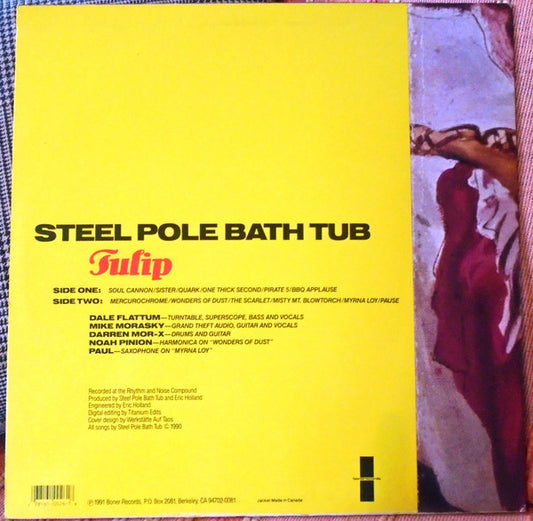 STEEL POLE BATH TUB
Tulip
SIDE ONE: SOUL CANNON/SISTER/QUARK/ONE THICK SECOND/PIRATE 5/BBQ APPLAUSE
SIDE TWO: MERCUROCHROME/WONDERS OF DUST/THE SCARLET/MISTY MT. BLOWTORCH/MYRNA LOY/PAUSE
DALE FLATTUM—TURNTABLE, SUPERSCOPE, BASS AND VOCALS
MIKE MORASKY—GRAND THEFT AUDIO, GUITAR AND VOCALS
DARREN MOR-X—DRUMS AND GUITAR
NOAH PINION—HARMONICA ON "WONDERS OF DUST"
PAUL—SAXOPHONE ON "MYRNA LOY"
Recorded at the Rhythm and Noise Compound
Produced by Steel Pole Bath Tub and Eric Holland
Engineered by Eric Holland
Digital editing by Titanium Edits
Cover design by Werkstätte Auf Taos
All songs by Steel Pole Bath Tub © 1990
℗ 1991 Boner Records, P.O. Box 2081, Berkeley, CA 94702-0081
Jacket Made in Canada